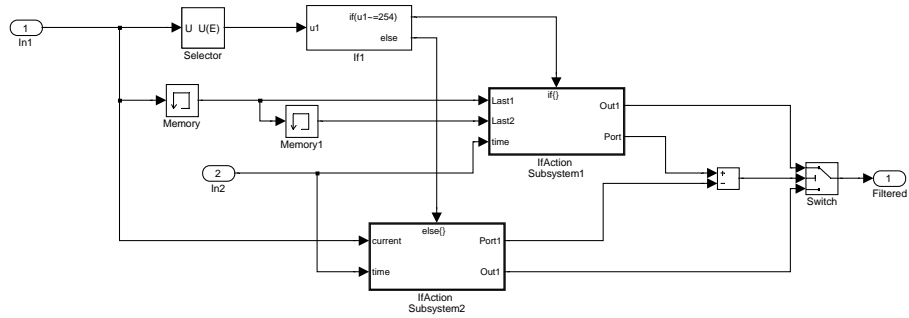 1
In1
U U(E)
Selector
u1
if(u1~=254)
else
If1
Memory
Memory1
if{}
Last1
Last2
time
Out1
Port
IfAction
Subsystem1
2
In2
+
−
Switch
1
Filtered
else{}
current
time
Port1
Out1
IfAction
Subsystem2